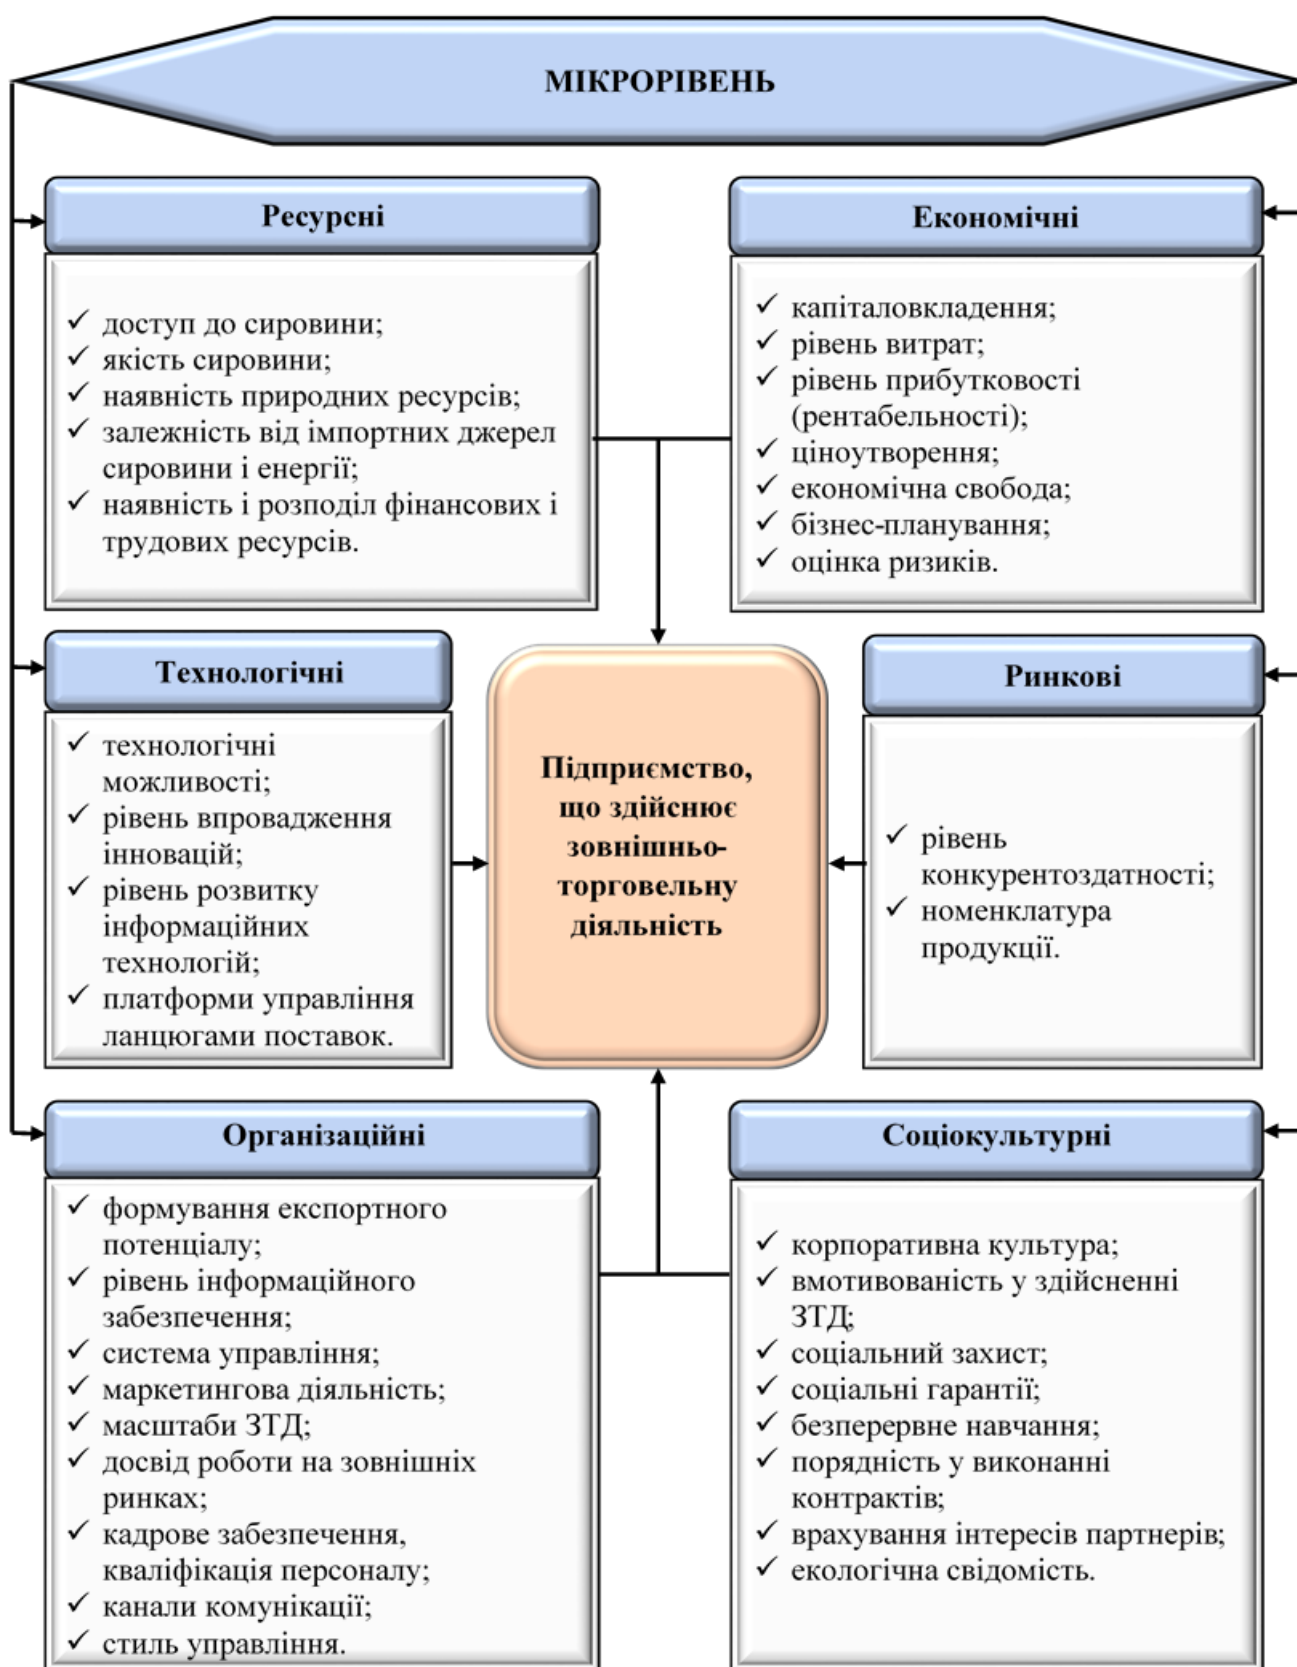 МІКРОРІВЕНЬ
Ресурсні
✓ доступ до сировини;
✓ якість сировини;
✓ наявність природних ресурсів;
✓ залежність від імпортних джерел
сировини і енергії;
✓ наявність і розподіл фінансових і
трудових ресурсів.
Економічні
✓ капіталовкладення;
✓ рівень витрат;
✓ рівень прибутковості
(рентабельності);
✓ ціноутворення;
✓ економічна свобода;
✓ бізнес-планування;
✓ оцінка ризиків.
Технологічні
✓ технологічні
можливості;
✓ рівень впровадження
інновацій;
✓ рівень розвитку
інформаційних
технологій;
✓ платформи управління
ланцюгами поставок.
Підприємство,
що здійснює
зовнішньо-
торговельну
діяльність
Ринкові
✓ рівень
конкурентоздатності;
✓ номенклатура
продукції.
Організаційні
✓ формування експортного
потенціалу;
✓ рівень інформаційного
забезпечення;
✓ система управління;
✓ маркетингова діяльність;
✓ масштаби ЗТД;
✓ досвід роботи на зовнішніх
ринках;
✓ кадрове забезпечення,
кваліфікація персоналу;
✓ канали комунікації;
✓ стиль управління.
Соціокультурні
✓ корпоративна культура;
✓ вмотивованість у здійсненні
ЗТД;
✓ соціальний захист;
✓ соціальні гарантії;
✓ безперервне навчання;
✓ порядність у виконанні
контрактів;
✓ врахування інтересів партнерів;
✓ екологічна свідомість.